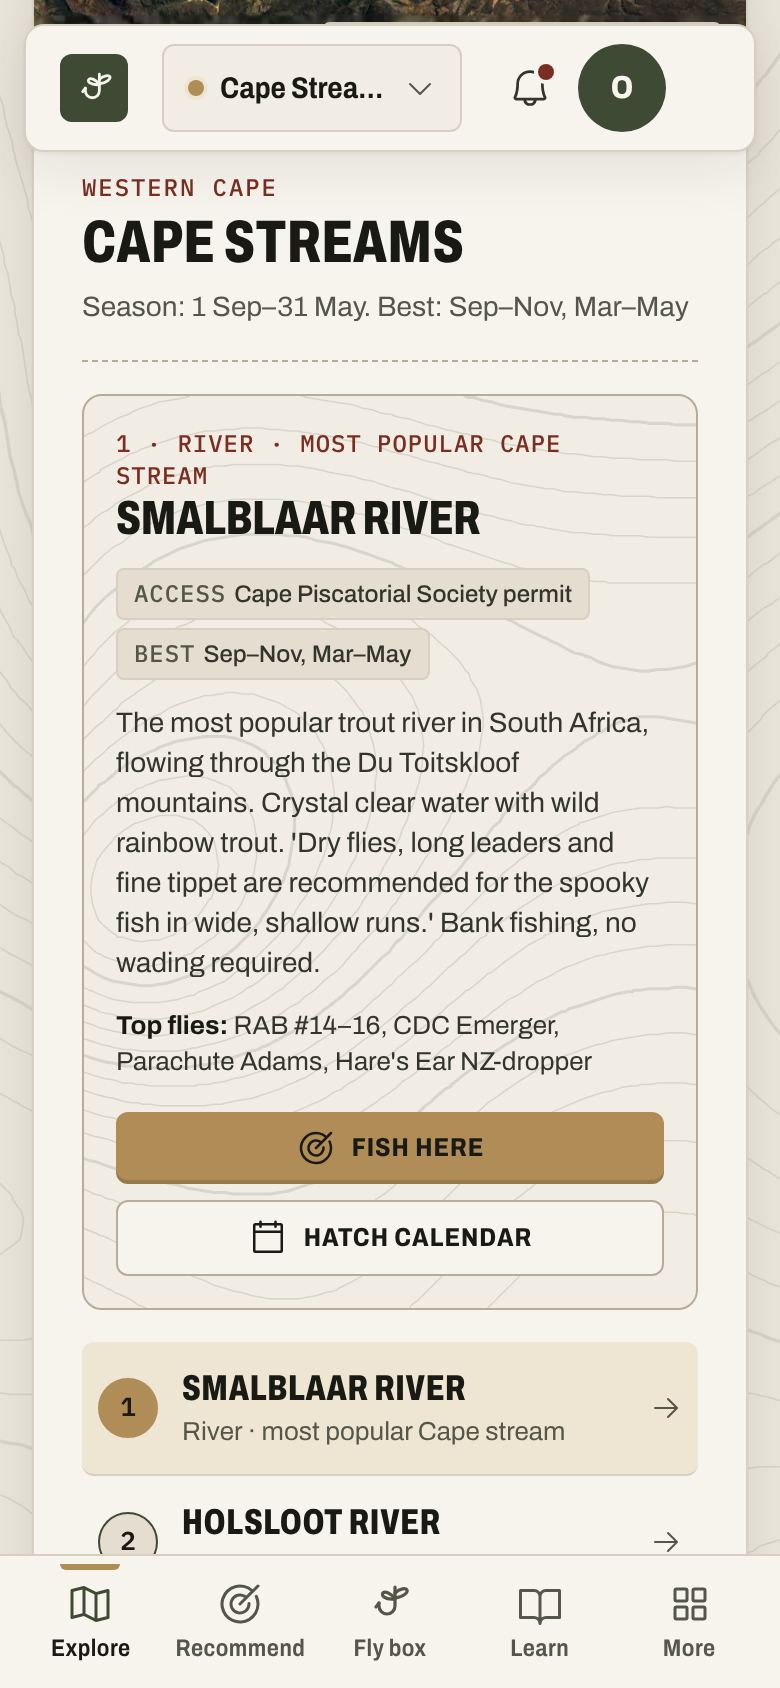 Cape Strea...
O
WESTERN CAPE
CAPE STREAMS
Season: 1 Sep–31 May. Best: Sep–Nov, Mar–May
1 · RIVER · MOST POPULAR CAPE
STREAM
SMALBLAAR RIVER
ACCESS Cape Piscatorial Society permit
BEST Sep–Nov, Mar–May
The most popular trout river in South Africa,
flowing through the Du Toitskloof
mountains. Crystal clear water with wild
rainbow trout. 'Dry flies, long leaders and
fine tippet are recommended for the spooky
fish in wide, shallow runs.' Bank fishing, no
wading required.
Top flies: RAB #14–16, CDC Emerger,
Parachute Adams, Hare's Ear NZ-dropper
FISH HERE
HATCH CALENDAR
1
SMALBLAAR RIVER
River · most popular Cape stream
2
HOLSLOOT RIVER
Explore
Recommend
Fly box
Learn
More